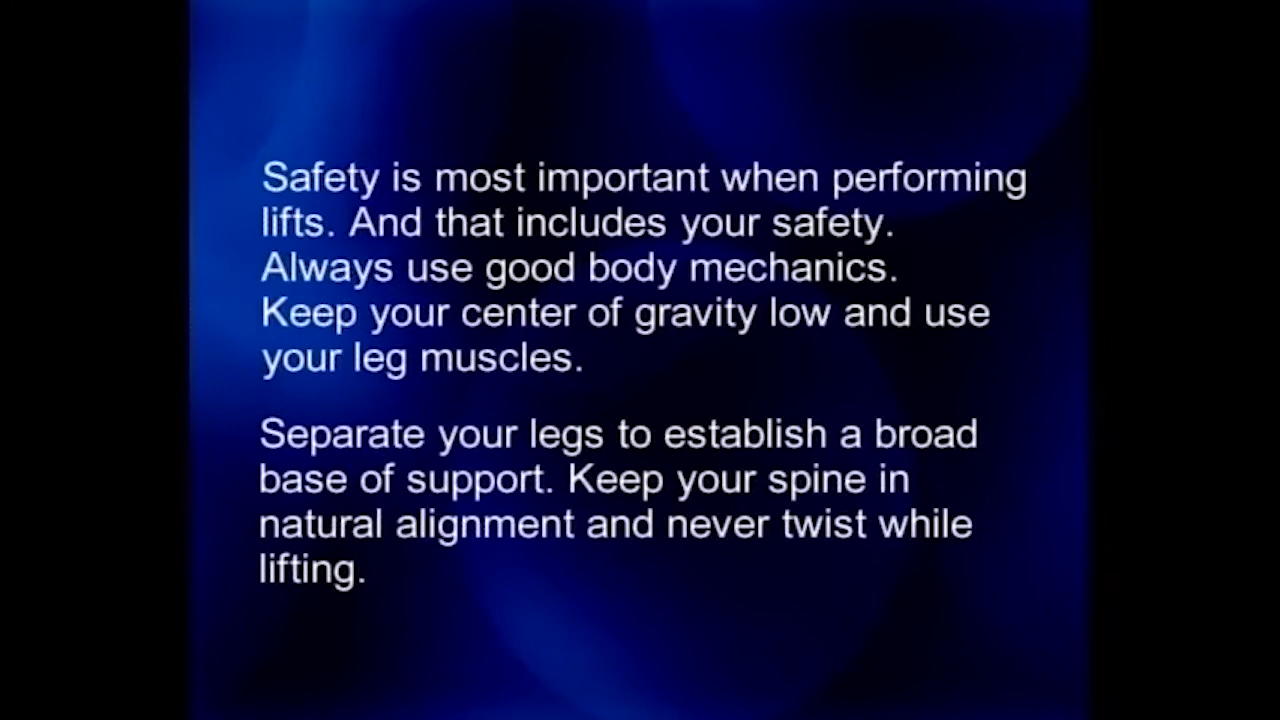 Safety is most important when performing
lifts. And that includes your safety.
Always use good body mechanics.
Keep your center of gravity low and use
your leg muscles.
Separate your legs to establish a broad
base of support. Keep your spine in
natural alignment and never twist while
lifting.